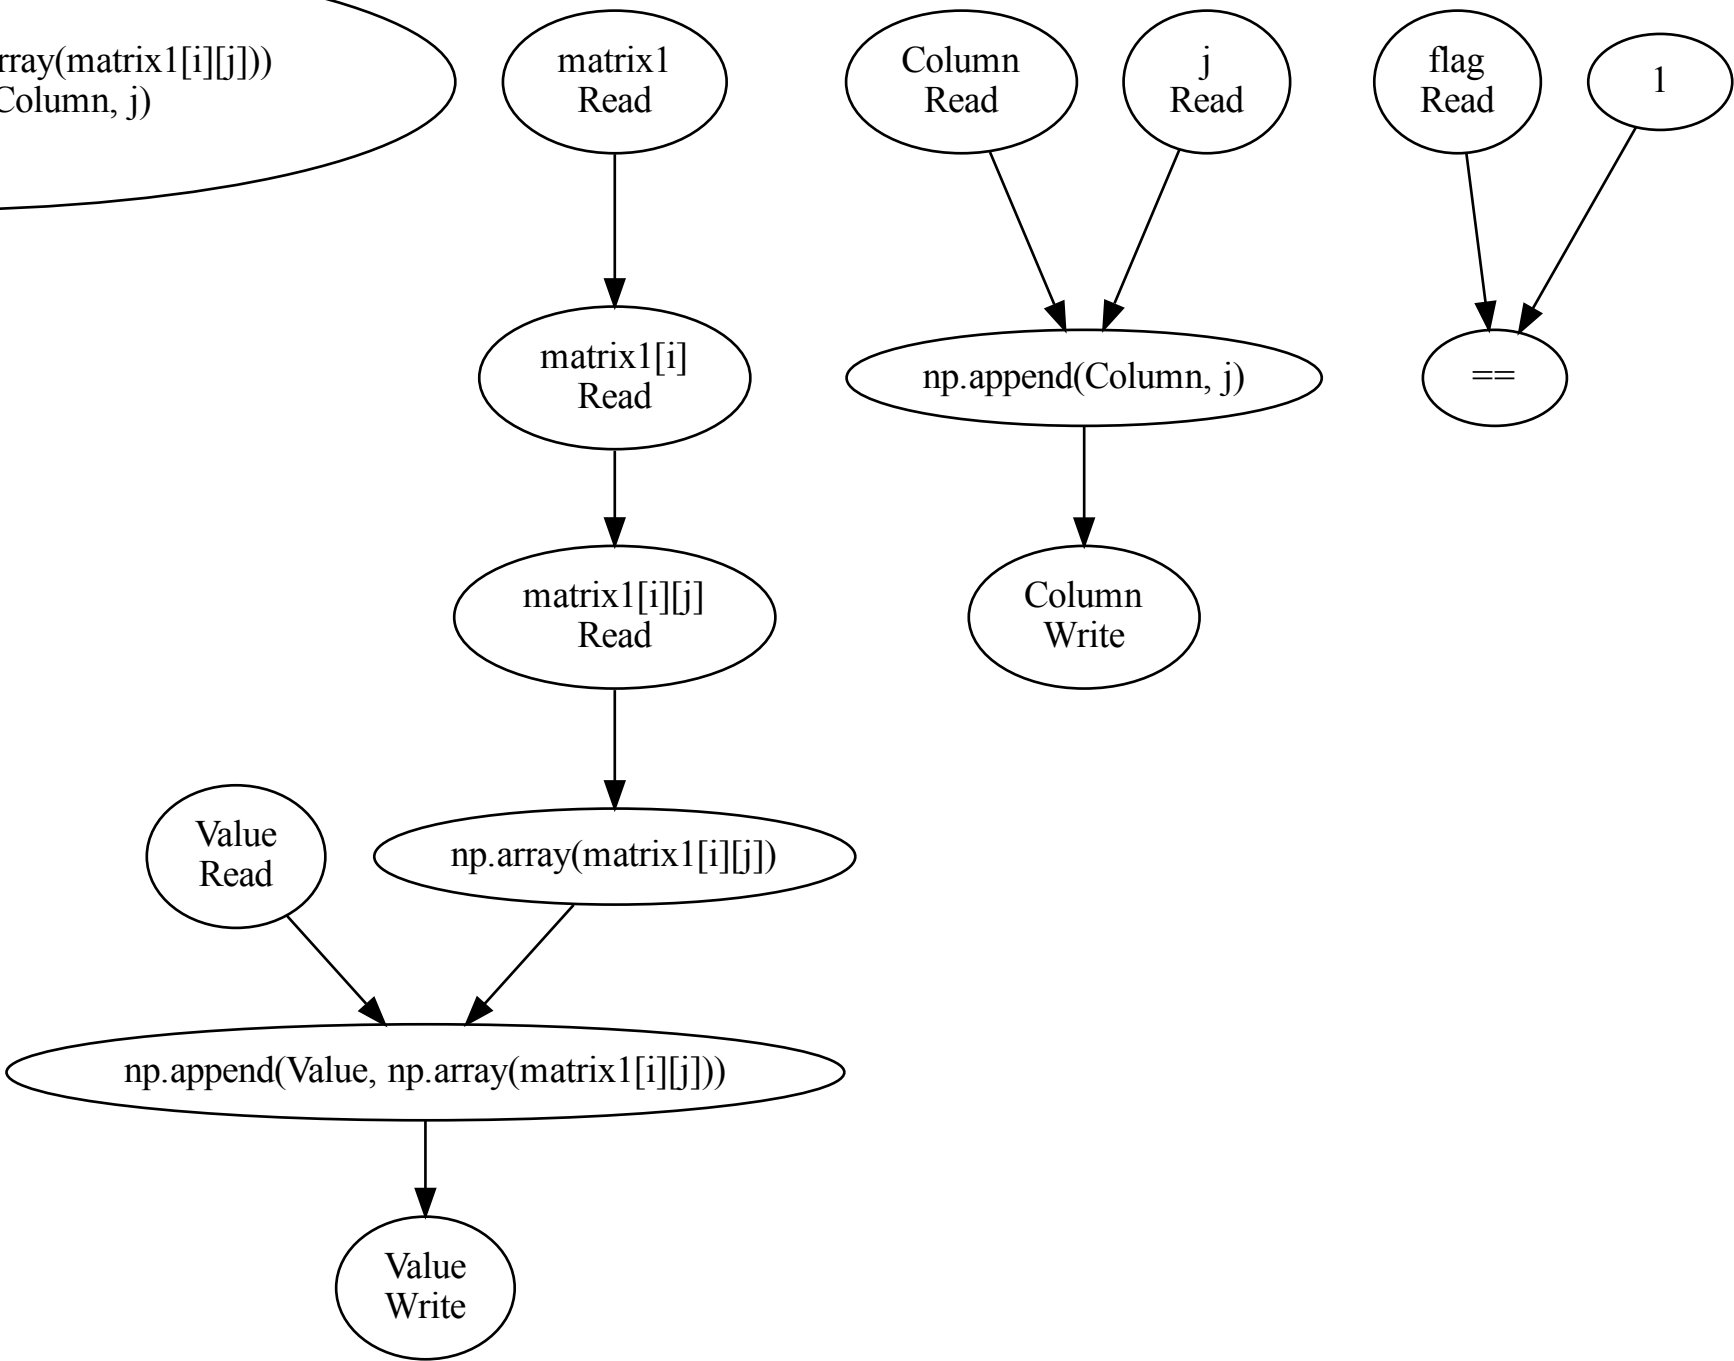 rray(matrix1[i][j]))
Column, j)
matrix1
Read
Column
Read
j
Read
flag
Read
1
matrix1[i]
Read
np.append(Column, j)
==
matrix1[i][j]
Read
Column
Write
Value
Read
np.array(matrix1[i][j])
np.append(Value, np.array(matrix1[i][j]))
Value
Write